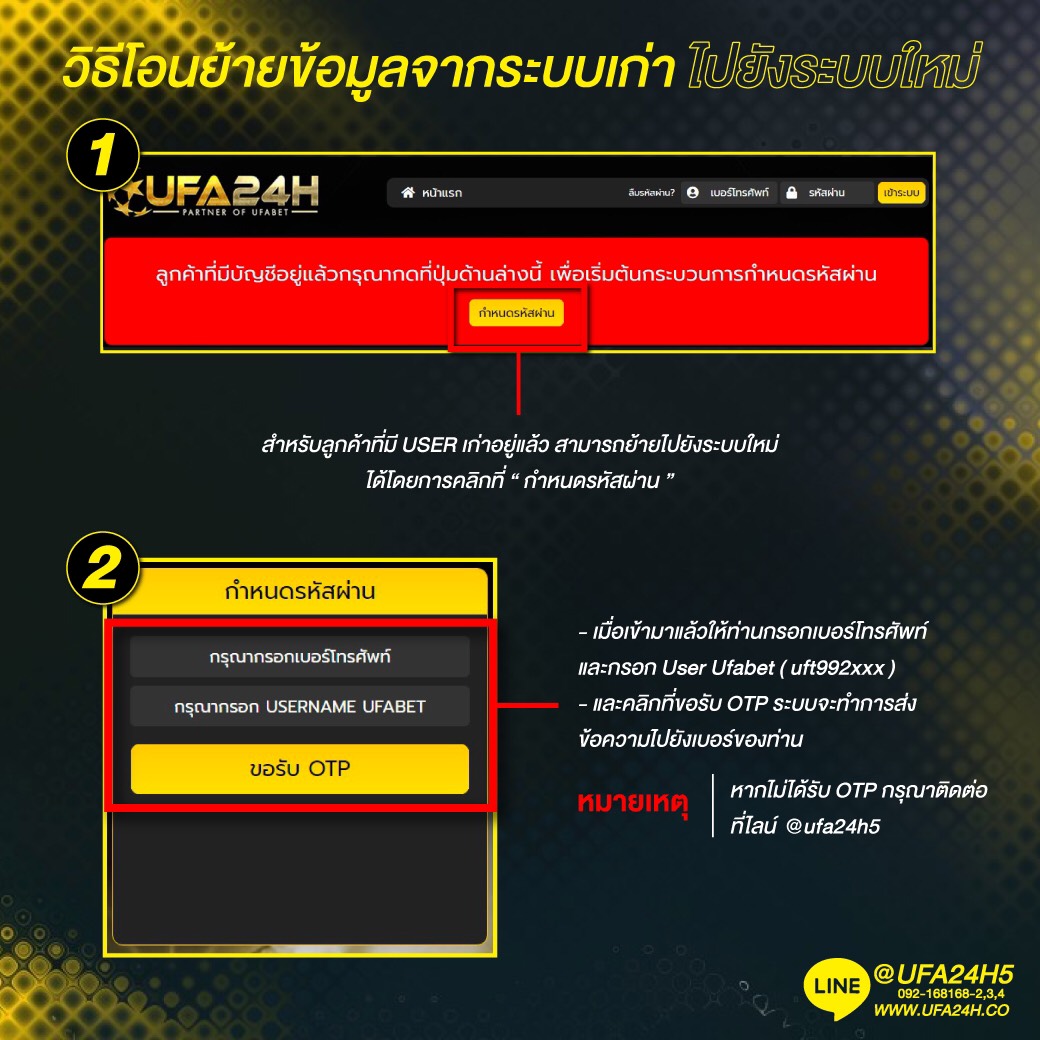 วิธีโอนย้ายข้อมูลจากระบบเก่า ไปยังระบบใหม่
1
UFA24H
PARTNER OF UFABET
หน้าแรก
ลืมรหัสผ่าน?
เบอร์โทรศัพท์
รหัสผ่าน
เข้าระบบ
ลูกค้าที่มีบัญชีอยู่แล้วกรุณากดที่ปุ่มด้านล่างนี้ เพื่อเริ่มต้นกระบวนการกำหนดรหัสผ่าน
กำหนดรหัสผ่าน
สำหรับลูกค้าที่มี USER เก่าอยู่แล้ว สามารถย้ายไปยังระบบใหม่
ได้โดยการคลิกที่ “ กำหนดรหัสผ่าน ”
2
กำหนดรหัสผ่าน
กรุณากรอกเบอร์โทรศัพท์
กรุณากรอก USERNAME UFABET
ขอรับ OTP
- เมื่อเข้ามาแล้วให้ท่านกรอกเบอร์โทรศัพท์
และกรอก User Ufabet ( uft992xxx )
- และคลิกที่ขอรับ OTP ระบบจะทำการส่ง
ข้อความไปยังเบอร์ของท่าน
หมายเหตุ
หากไม่ได้รับ OTP กรุณาติดต่อ
ที่ไลน์ @ufa24h5
LINE
@UFA24H5
092-168168-2,3,4
WWW.UFA24H.CO